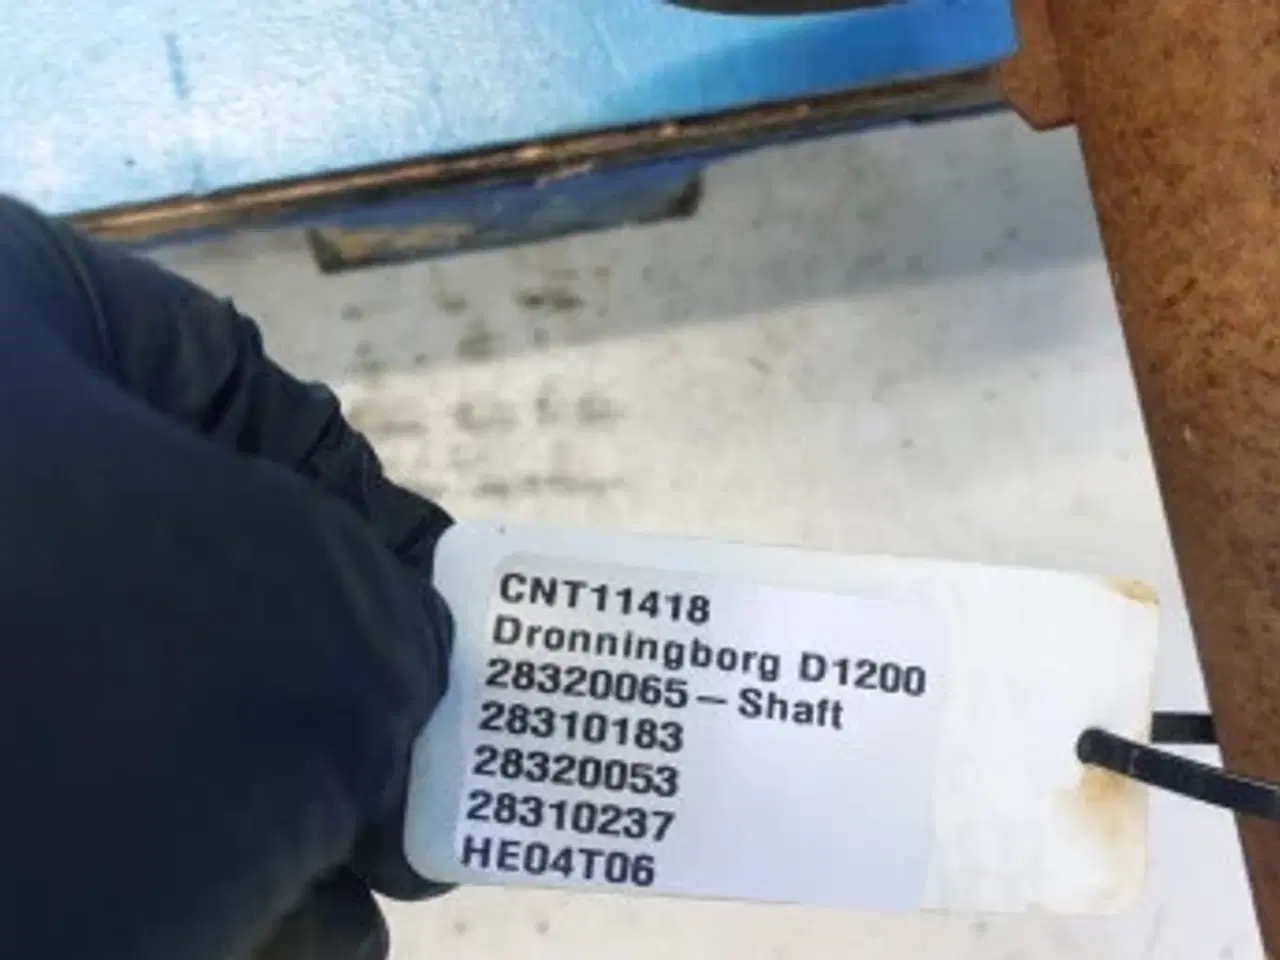 CNT11418
Dronningborg D1200
28320065 – Shaft
28310183
28320053
28310237
HE04T06